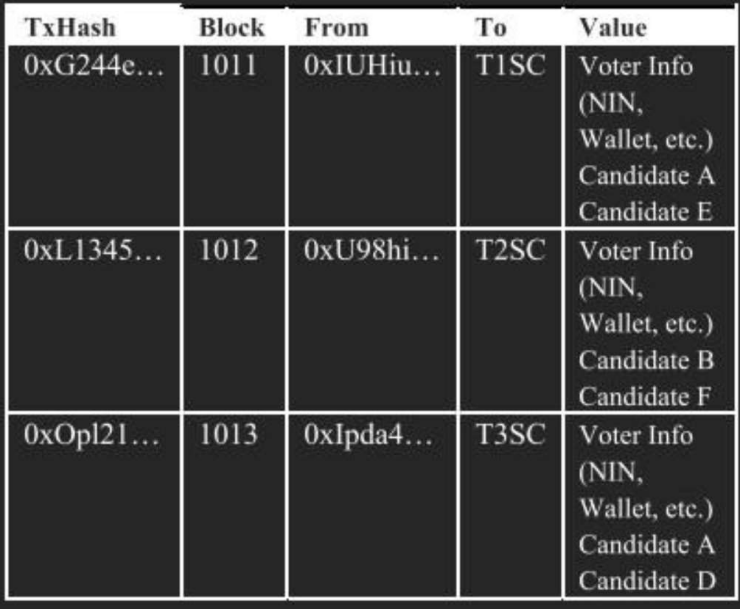 TxHash Block From To Value
0xG244e... 1011 0xIUHiu... T1SC Voter Info
(NIN,
Wallet, etc.)
Candidate A
Candidate E
0xL1345... 1012 0xU98hi... T2SC Voter Info
(NIN,
Wallet, etc.)
Candidate B
Candidate F
0xOpl21... 1013 0xIpda4... T3SC Voter Info
(NIN,
Wallet, etc.)
Candidate A
Candidate D